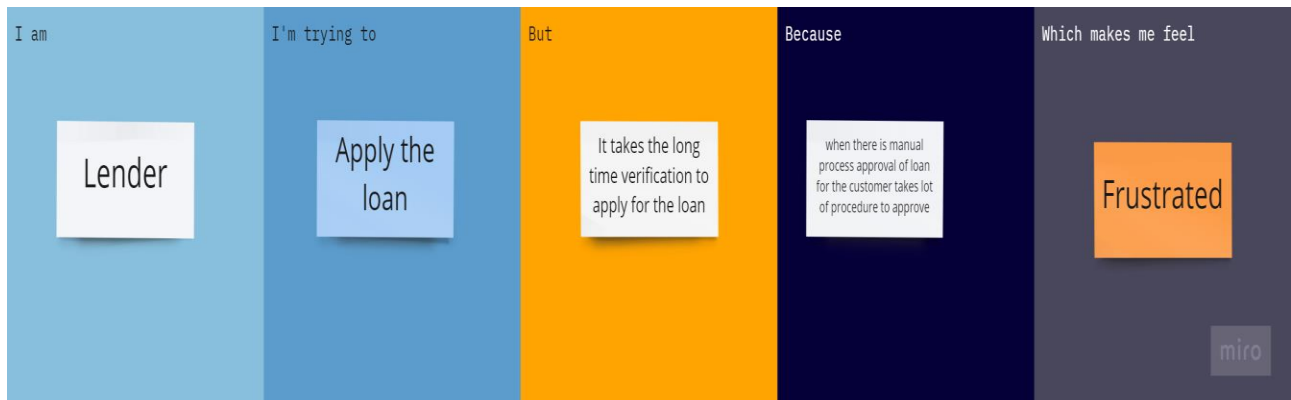 I am
Lender
I'm trying to
Apply the
loan
But
It takes the long
time verification to
apply for the loan
Because
when there is manual
process approval of loan
for the customer takes lot
of procedure to approve
Which makes me feel
Frustrated
miro